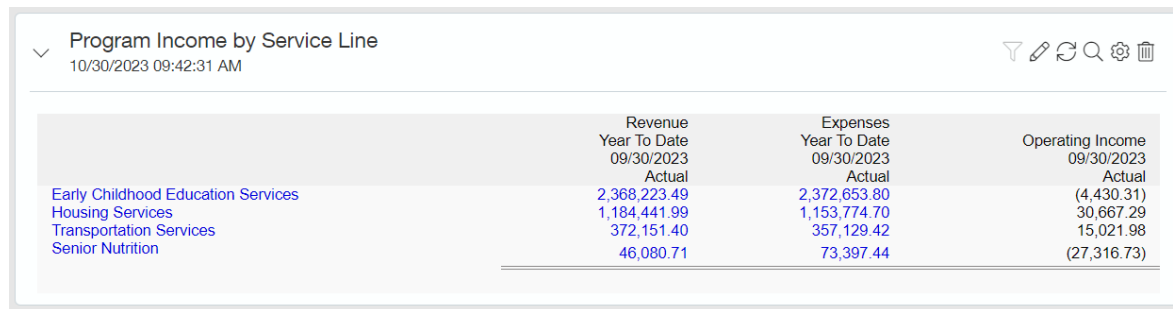 Program Income by Service Line
10/30/2023 09:42:31 AM
Revenue Expenses
Year To Date Year To Date Operating Income
09/30/2023 09/30/2023 09/30/2023
Actual Actual Actual
Early Childhood Education Services 2,368,223.49 2,372,653.80 (4,430.31)
Housing Services 1,184,441.99 1,153,774.70 30,667.29
Transportation Services 372,151.40 357,129.42 15,021.98
Senior Nutrition 46,080.71 73,397.44 (27,316.73)